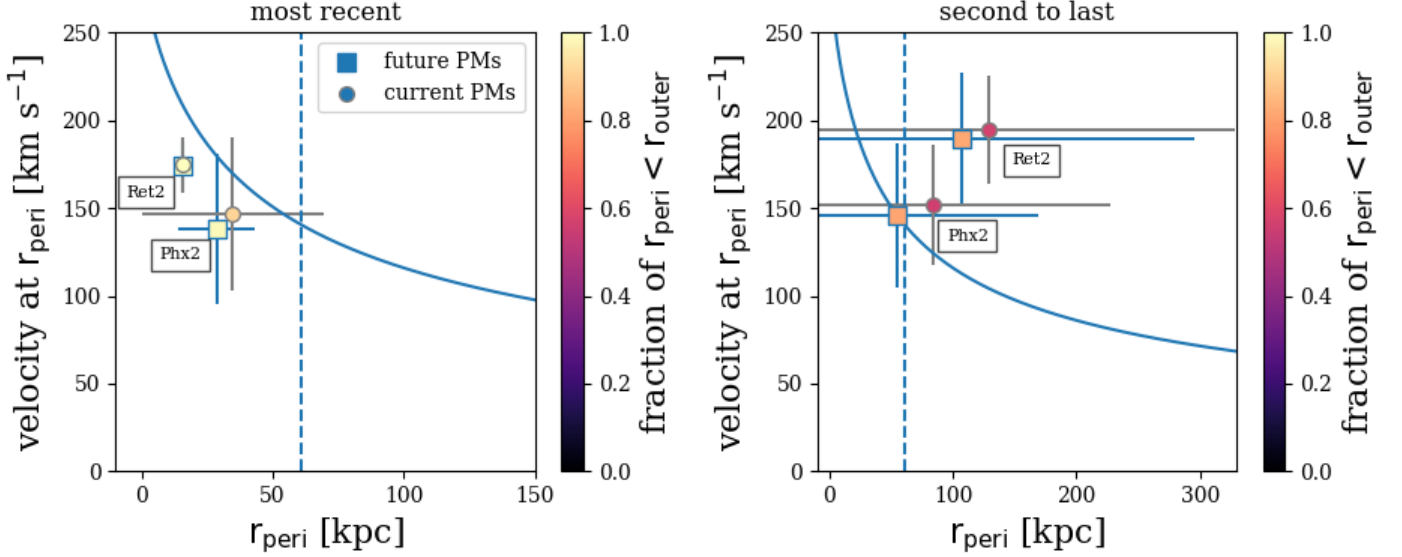 most recent
velocity at r_peri [km s⁻¹]
250
200
150
100
50
0
future PMs
current PMs
Ret2
Phx2
0
50
100
150
r_peri [kpc]
1.0
0.8
0.6
0.4
0.2
0.0
fraction of r_peri < r_outer
second to last
velocity at r_peri [km s⁻¹]
250
200
150
100
50
0
Ret2
Phx2
0
100
200
300
r_peri [kpc]
1.0
0.8
0.6
0.4
0.2
0.0
fraction of r_peri < r_outer